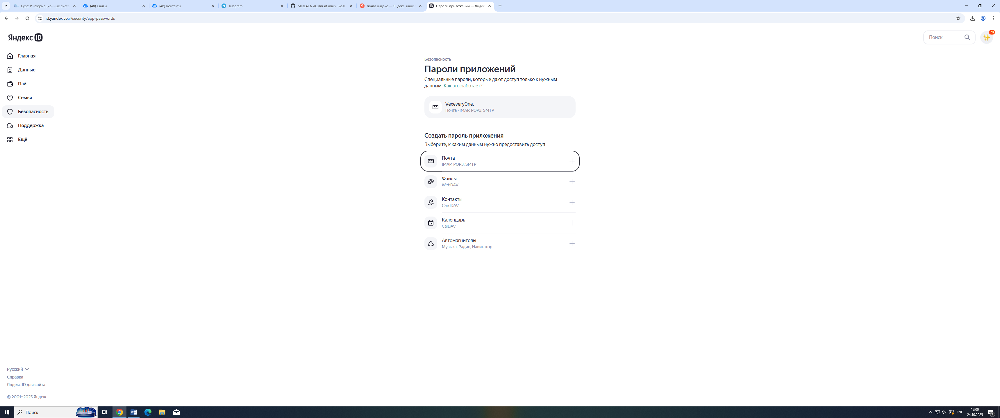 Курс: Информационные систе
(48) Сайты
(48) Контакты
Telegram
MIREA/3/ИСУКК at main · VeXE
почта яндекс — Яндекс: нашё
Пароли приложений — Яндек
id.yandex.co.il/security/app-passwords
Яндекс ID
Поиск
78
Главная
Данные
Пэй
Семья
Безопасность
Поддержка
Ещё
Безопасность
Пароли приложений
Специальные пароли, которые дают доступ только к нужным
данным. Как это работает?
Vexevery0ne.
Почта • IMAP, POP3, SMTP
Создать пароль приложения
Выберите, к каким данным нужно предоставить доступ
Почта
IMAP, POP3, SMTP
Файлы
WebDAV
Контакты
CardDAV
Календарь
CalDAV
Автомагнитолы
Музыка, Радио, Навигатор
Русский
Справка
Яндекс ID для сайта
© 2001–2025 Яндекс
Поиск
ENG
17:00
24.10.2025
1